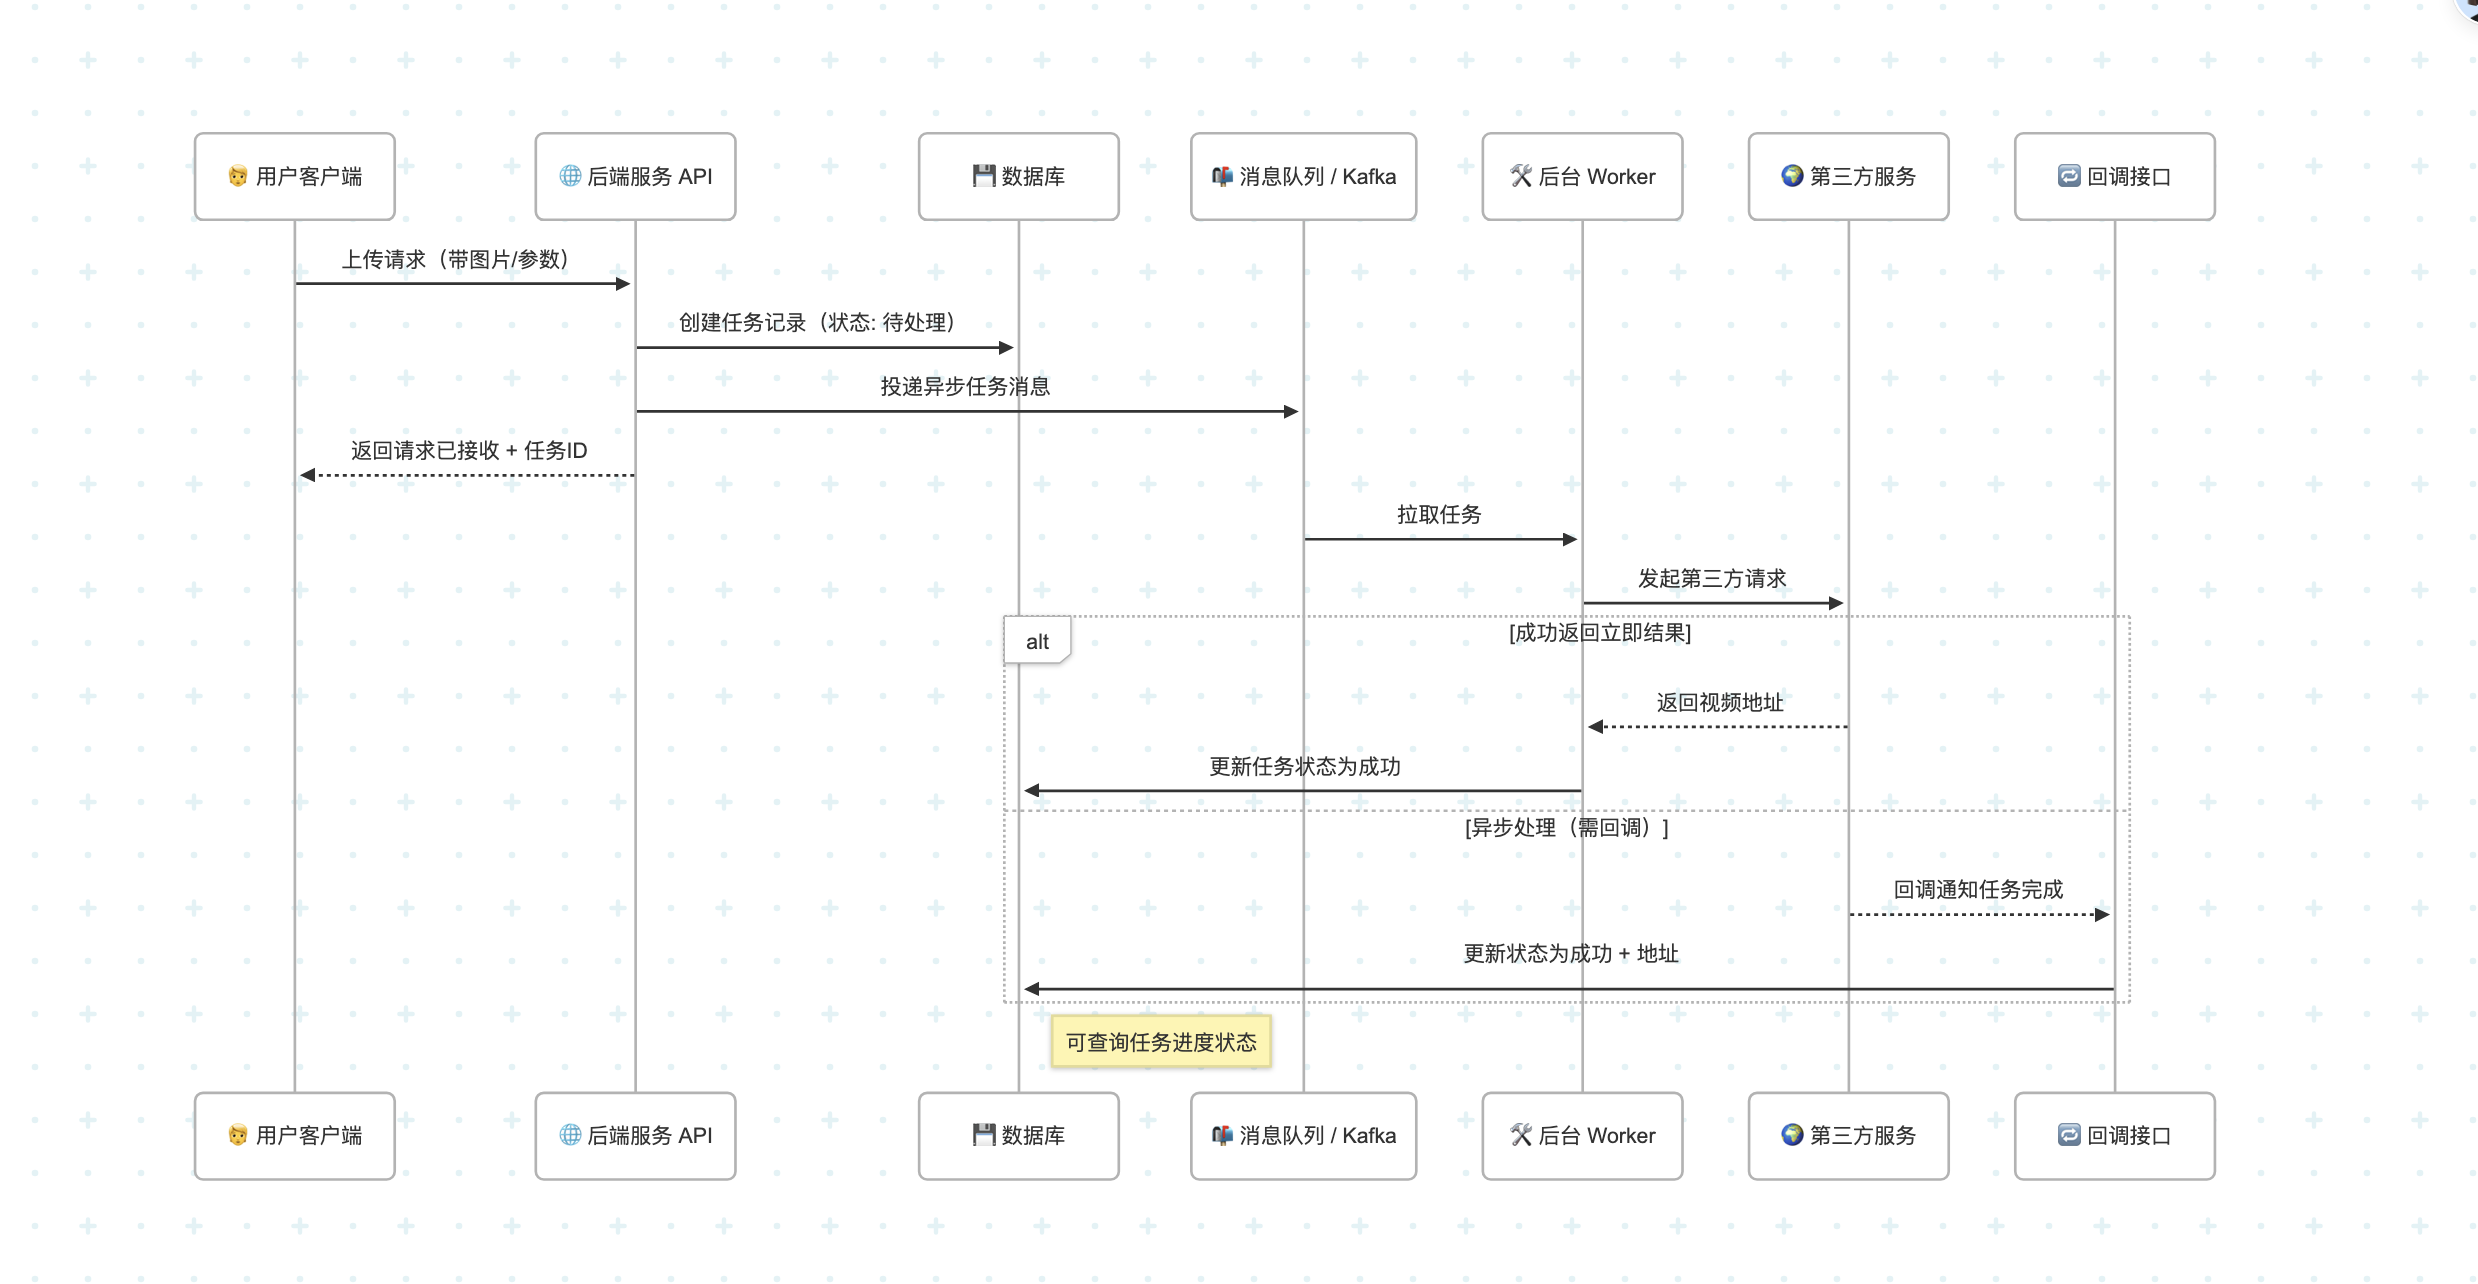 用户客户端
后端服务 API
数据库
消息队列 / Kafka
后台 Worker
第三方服务
回调接口
上传请求（带图片/参数）
创建任务记录（状态: 待处理）
投递异步任务消息
返回请求已接收 + 任务ID
拉取任务
发起第三方请求
alt
[成功返回立即结果]
返回视频地址
更新任务状态为成功
[异步处理（需回调）]
回调通知任务完成
更新状态为成功 + 地址
可查询任务进度状态
用户客户端
后端服务 API
数据库
消息队列 / Kafka
后台 Worker
第三方服务
回调接口